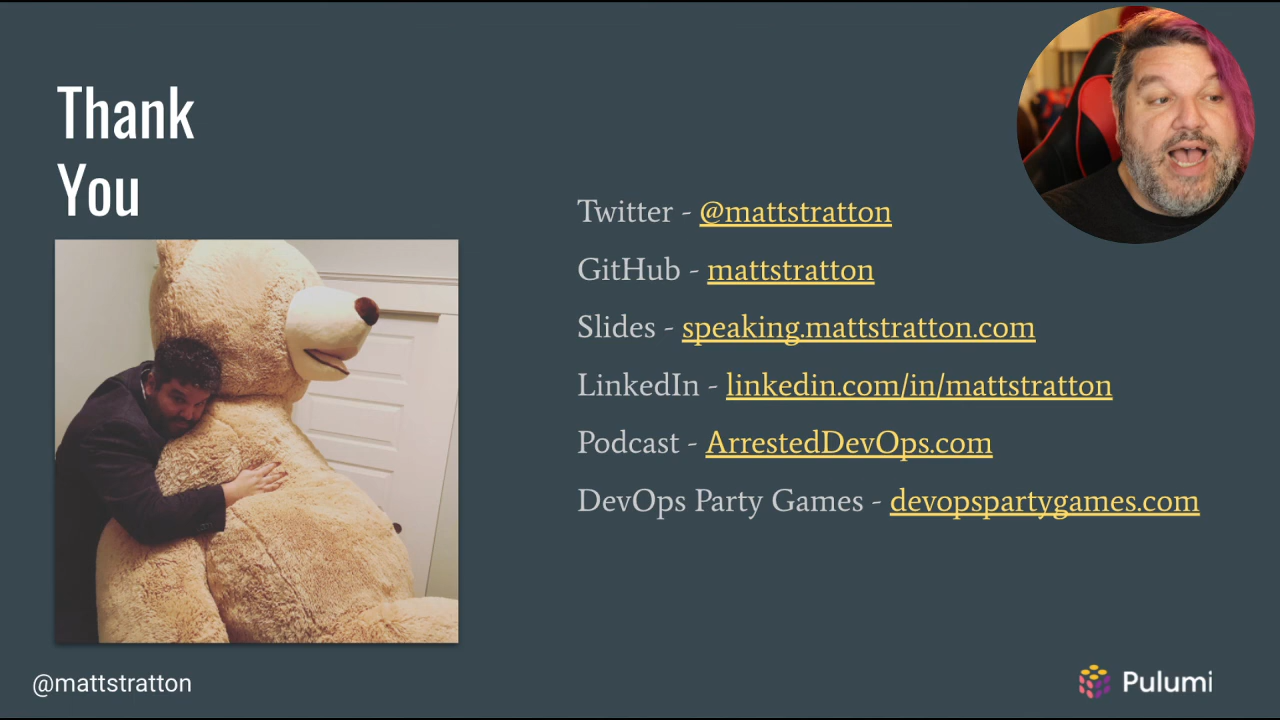 Thank
You
Twitter - @mattstratton
GitHub - mattstratton
Slides - speaking.mattstratton.com
LinkedIn - linkedin.com/in/mattstratton
Podcast - ArrestedDevOps.com
DevOps Party Games - devopspartygames.com
@mattstratton
Pulumi